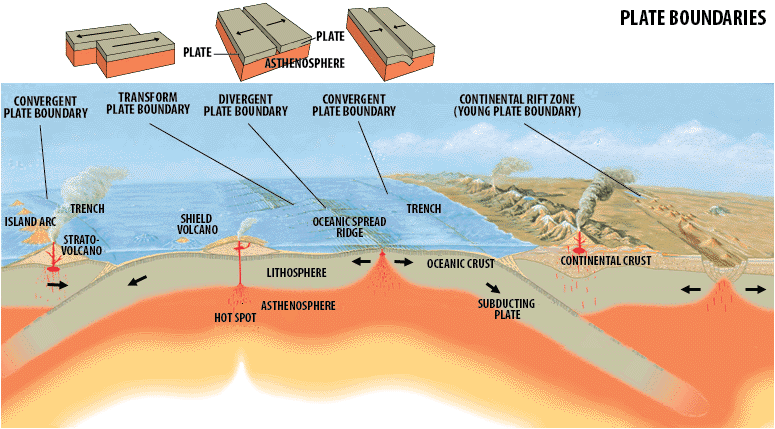 PLATE BOUNDARIES
PLATE
PLATE
ASTHENOSPHERE
CONVERGENT
PLATE BOUNDARY
TRANSFORM
PLATE BOUNDARY
DIVERGENT
PLATE BOUNDARY
CONVERGENT
PLATE BOUNDARY
CONTINENTAL RIFT ZONE
(YOUNG PLATE BOUNDARY)
ISLAND ARC
TRENCH
STRATO-
VOLCANO
SHIELD
VOLCANO
OCEANIC SPREAD
RIDGE
TRENCH
LITHOSPHERE
OCEANIC CRUST
CONTINENTAL CRUST
ASTHENOSPHERE
HOT SPOT
SUBDUCTING
PLATE